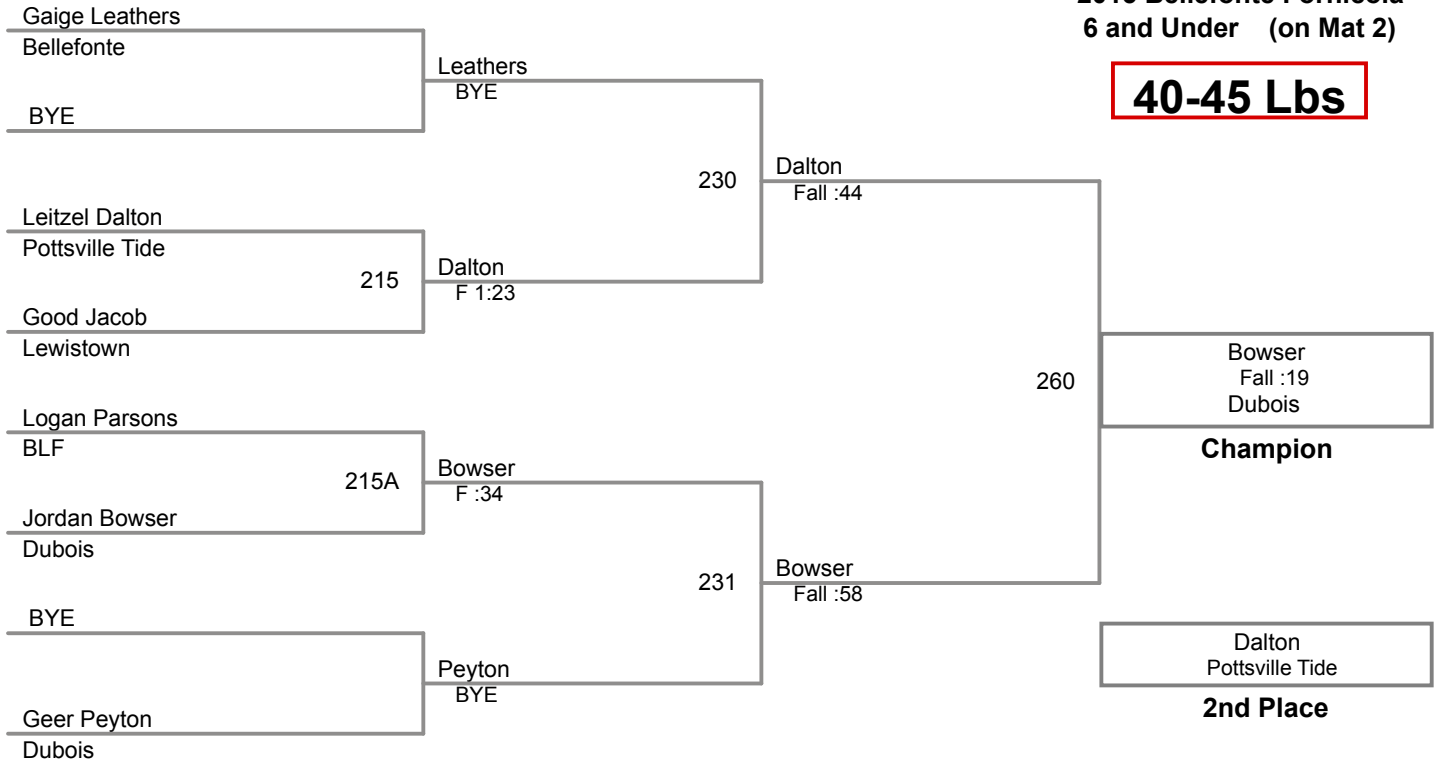 Bellefonte
6 and Under (on Mat 2)
40-45 Lbs
Gaige Leathers
Bellefonte
BYE
Leitzel Dalton
Pottsville Tide
215
Good Jacob
Lewistown
Logan Parsons
BLF
215A
Jordan Bowser
Dubois
BYE
Geer Peyton
Dubois
Leathers
BYE
230
Dalton
F 1:23
Bowser
F :34
231
Peyton
BYE
Dalton
Fall :44
260
Bowser
Fall :58
Bowser
Fall :19
Dubois
Champion
Dalton
Pottsville Tide
2nd Place